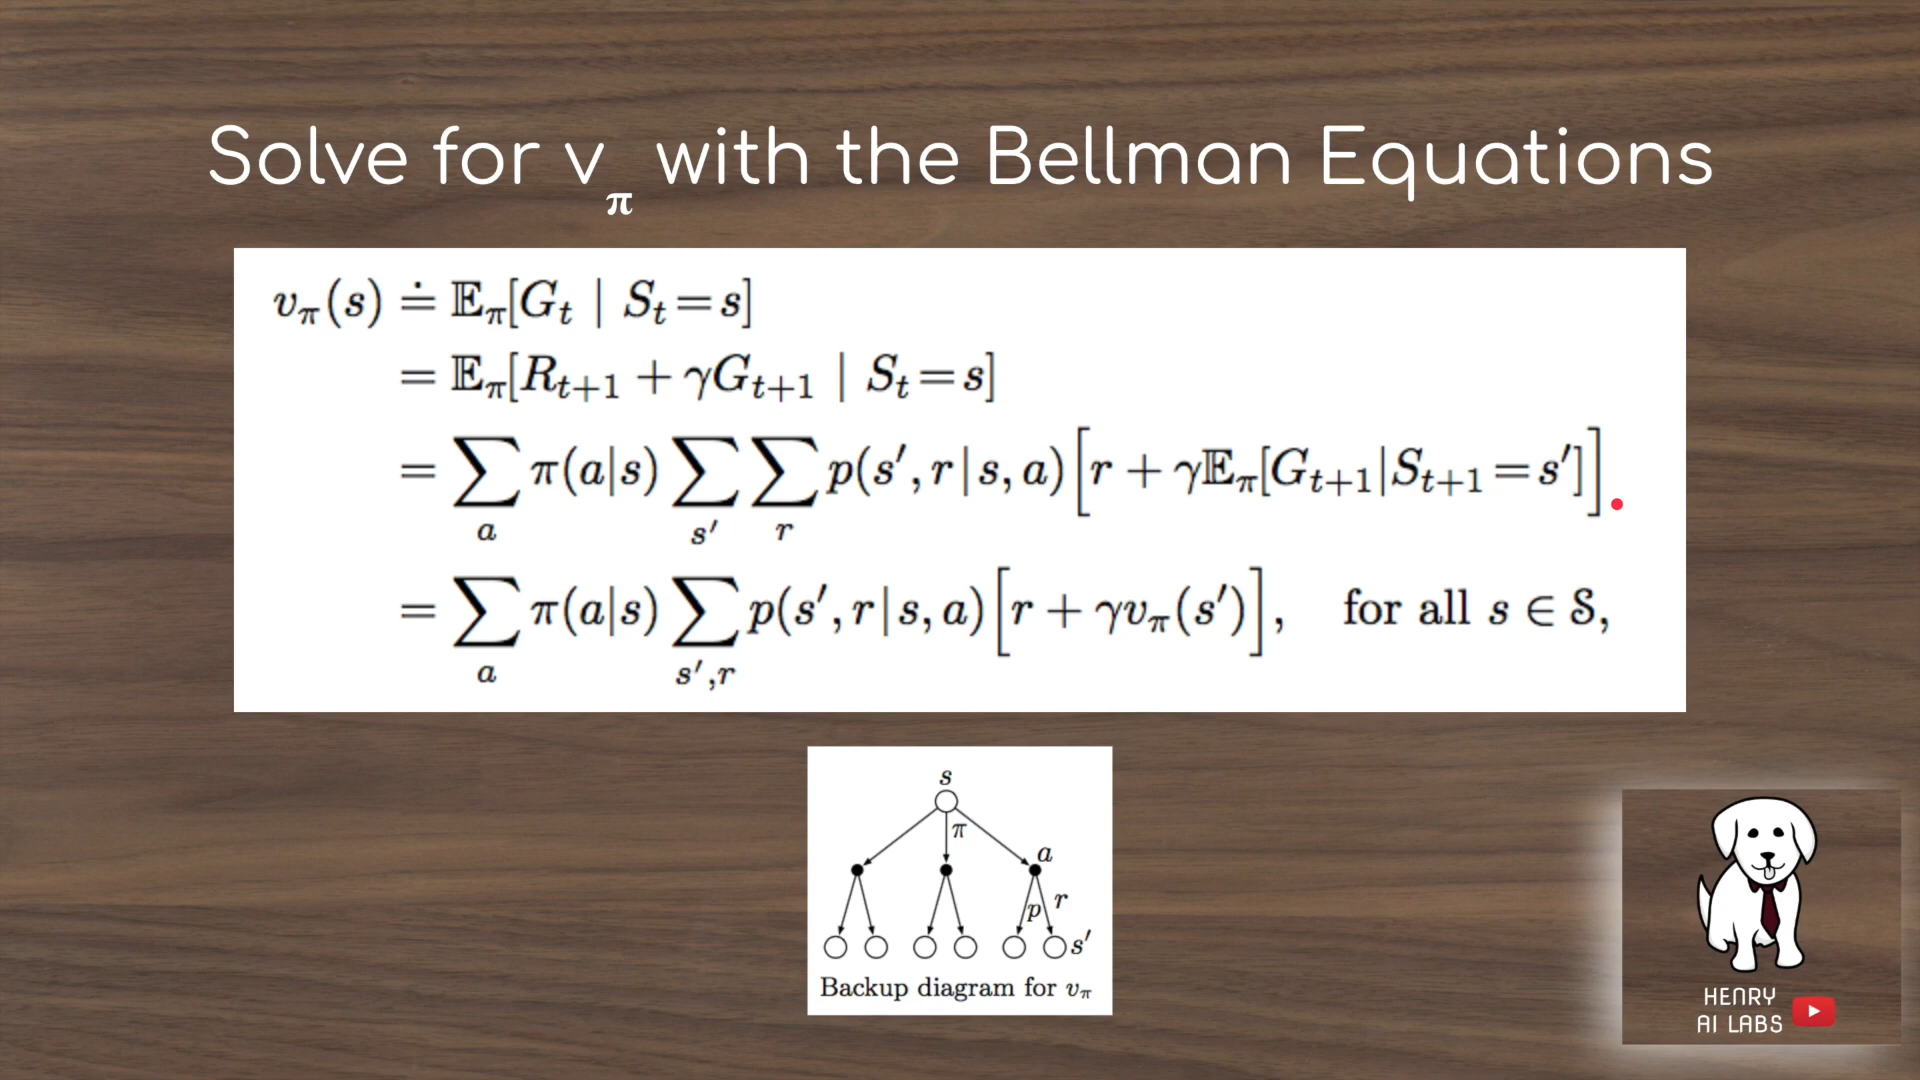 Solve for vπ with the Bellman Equations
vπ(s) ≐ 𝔼π[Gt | St = s]
= 𝔼π[Rt+1 + γGt+1 | St = s]
= ∑a π(a|s) ∑s′ ∑r p(s′, r | s, a) [r + γ𝔼π[Gt+1|St+1 = s′]]
= ∑a π(a|s) ∑s′,r p(s′, r | s, a) [r + γvπ(s′)], for all s ∈ 𝒮,
s
π
a
p r
s′
Backup diagram for vπ
HENRY
AI LABS